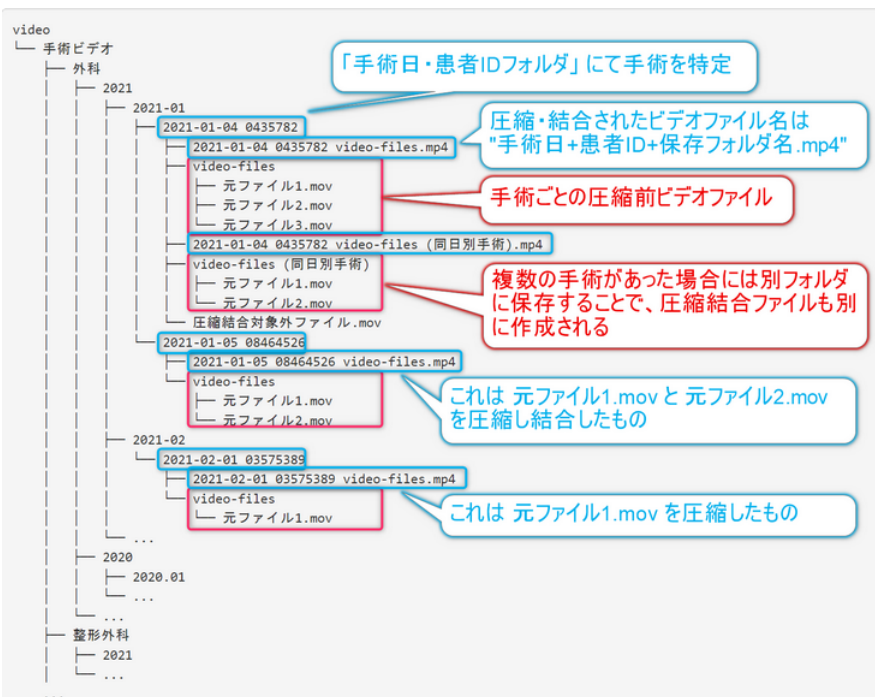 video
└── 手術ビデオ
├── 外科
│ ├── 2021
「手術日・患者IDフォルダ」にて手術を特定
│ │ ├── 2021-01
│ │ │ ├── 2021-01-04 0435782
│ │ │ │ ├── 2021-01-04 0435782 video-files.mp4
圧縮・結合されたビデオファイル名は
"手術日+患者ID+保存フォルダ名.mp4"
│ │ │ │ ├── video-files
│ │ │ │ │ ├── 元ファイル1.mov
│ │ │ │ │ ├── 元ファイル2.mov
│ │ │ │ │ └── 元ファイル3.mov
手術ごとの圧縮前ビデオファイル
│ │ │ │ ├── 2021-01-04 0435782 video-files (同日別手術).mp4
│ │ │ │ ├── video-files (同日別手術)
│ │ │ │ │ ├── 元ファイル1.mov
│ │ │ │ │ └── 元ファイル2.mov
複数の手術があった場合には別フォルダ
に保存することで、圧縮結合ファイルも別
に作成される
│ │ │ │ └── 圧縮結合対象外ファイル.mov
│ │ │ └── 2021-01-05 08464526
│ │ │ ├── 2021-01-05 08464526 video-files.mp4
│ │ │ └── video-files
│ │ │ ├── 元ファイル1.mov
│ │ │ └── 元ファイル2.mov
これは 元ファイル1.mov と 元ファイル2.mov
を圧縮し結合したもの
│ │ ├── 2021-02
│ │ │ └── 2021-02-01 03575389
│ │ │ ├── 2021-02-01 03575389 video-files.mp4
│ │ │ └── video-files
│ │ │ └── 元ファイル1.mov
これは 元ファイル1.mov を圧縮したもの
│ │ └── ...
│ ├── 2020
│ │ ├── 2020.01
│ │ └── ...
│ └── ...
├── 整形外科
│ ├── 2021
│ └── ...
...